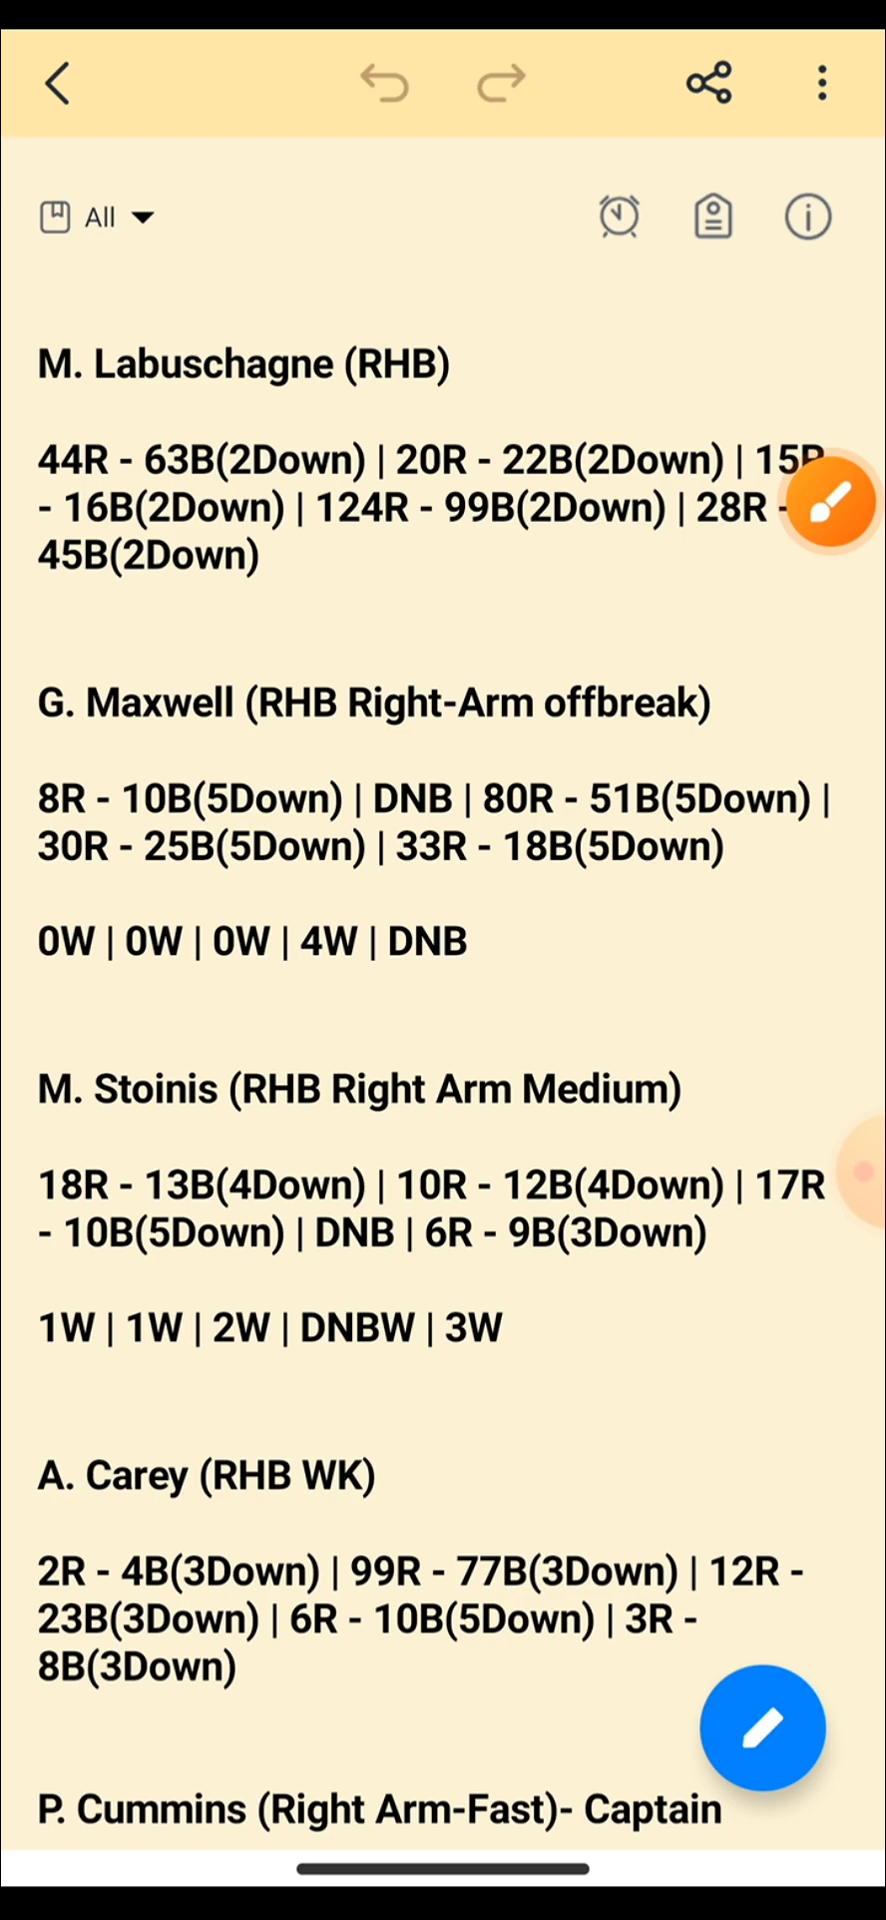 All
M. Labuschagne (RHB)
44R - 63B(2Down) | 20R - 22B(2Down) | 15R
- 16B(2Down) | 124R - 99B(2Down) | 28R -
45B(2Down)
G. Maxwell (RHB Right-Arm offbreak)
8R - 10B(5Down) | DNB | 80R - 51B(5Down) |
30R - 25B(5Down) | 33R - 18B(5Down)
0W | 0W | 0W | 4W | DNB
M. Stoinis (RHB Right Arm Medium)
18R - 13B(4Down) | 10R - 12B(4Down) | 17R
- 10B(5Down) | DNB | 6R - 9B(3Down)
1W | 1W | 2W | DNBW | 3W
A. Carey (RHB WK)
2R - 4B(3Down) | 99R - 77B(3Down) | 12R -
23B(3Down) | 6R - 10B(5Down) | 3R -
8B(3Down)
P. Cummins (Right Arm-Fast)- Captain